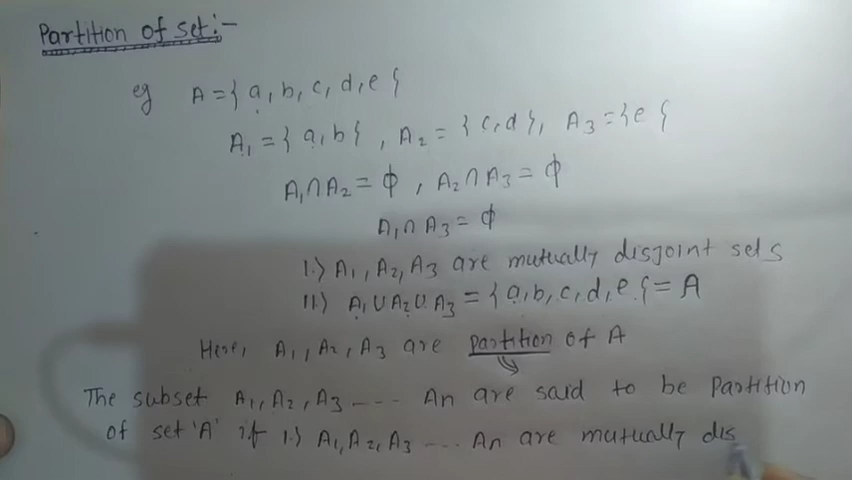 Partition of set:-
eg A = { a, b, c, d, e }
A1 = { a, b }, A2 = { c, d }, A3 = { e }
A1 ∩ A2 = ϕ, A2 ∩ A3 = ϕ
A1 ∩ A3 = ϕ
I.) A1, A2, A3 are mutually disjoint sets
II) A1 ∪ A2 ∪ A3 = { a, b, c, d, e } = A
Here, A1, A2, A3 are partition of A
The subset A1, A2, A3 ---- An are said to be Partition
of set 'A' if 1.) A1, A2, A3 --- An are mutually dis